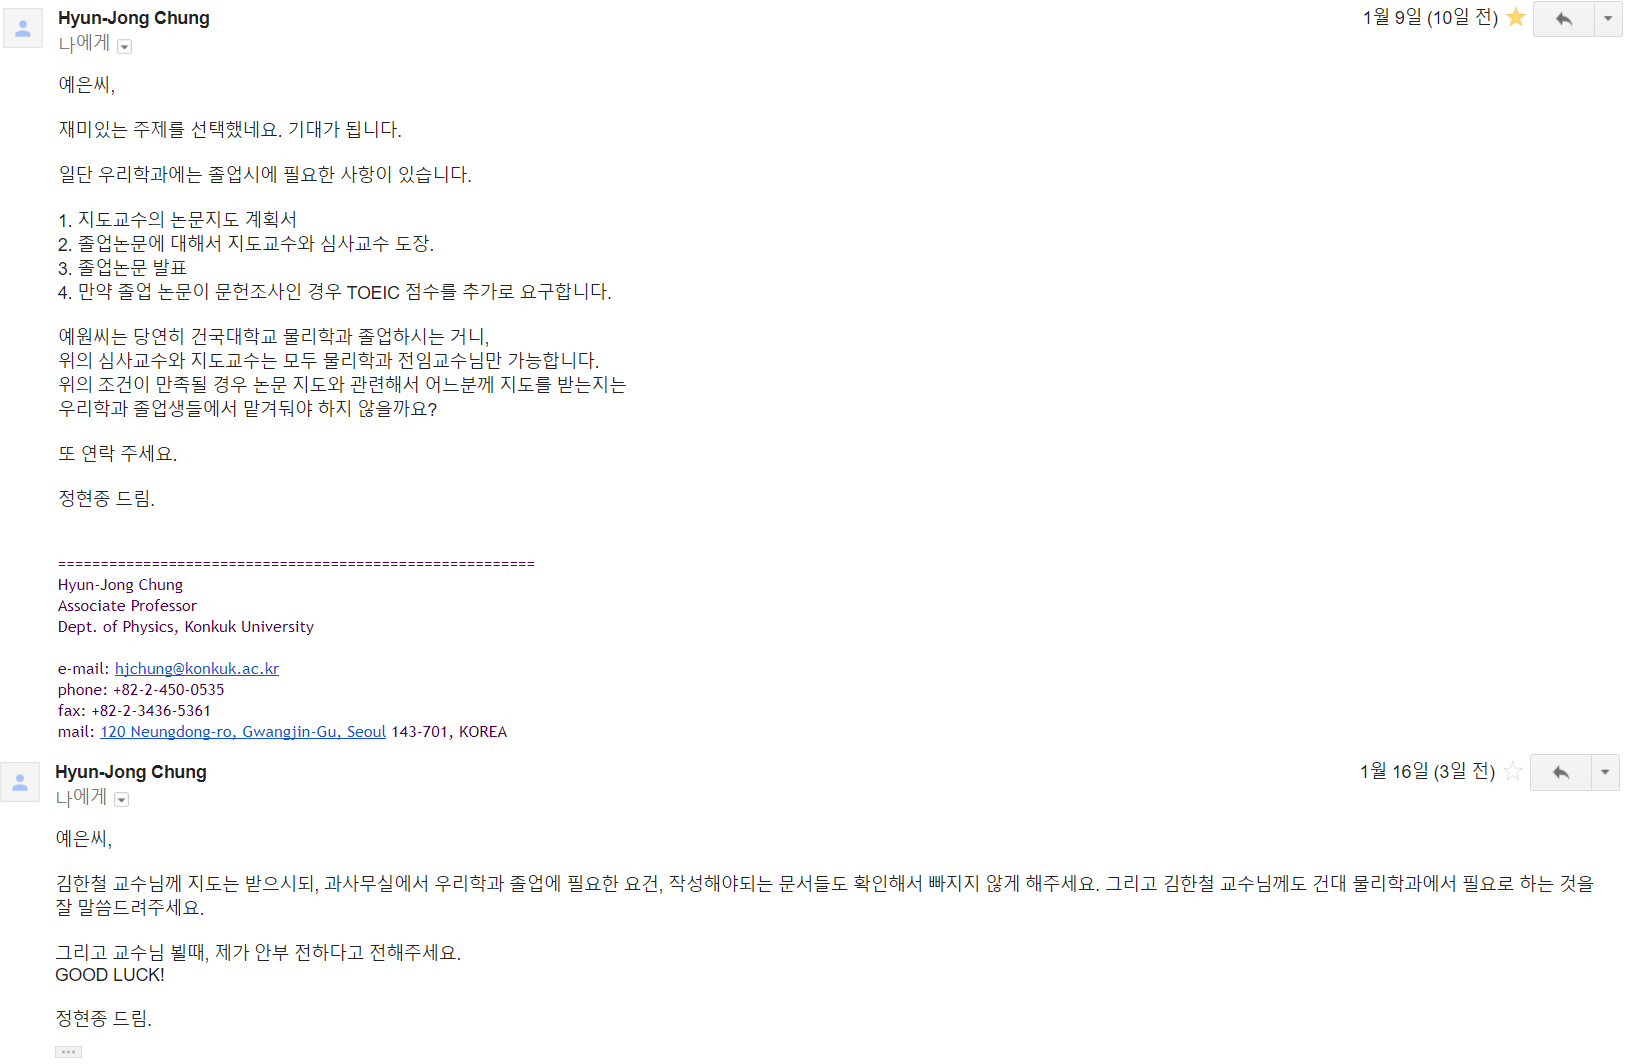 Hyun-Jong Chung
1월 9일 (10일 전)
나에게
예은씨,
재미있는 주제를 선택했네요. 기대가 됩니다.
일단 우리학과에는 졸업시에 필요한 사항이 있습니다.
1. 지도교수의 논문지도 계획서
2. 졸업논문에 대해서 지도교수와 심사교수 도장.
3. 졸업논문 발표
4. 만약 졸업 논문이 문헌조사인 경우 TOEIC 점수를 추가로 요구합니다.
예원씨는 당연히 건국대학교 물리학과 졸업하시는 거니,
위의 심사교수와 지도교수는 모두 물리학과 전임교수님만 가능합니다.
위의 조건이 만족될 경우 논문 지도와 관련해서 어느분께 지도를 받는지는
우리학과 졸업생들에서 맡겨둬야 하지 않을까요?
또 연락 주세요.
정현종 드림.
========================================================
Hyun-Jong Chung
Associate Professor
Dept. of Physics, Konkuk University
e-mail: hjchung@konkuk.ac.kr
phone: +82-2-450-0535
fax: +82-2-3436-5361
mail: 120 Neungdong-ro, Gwangjin-Gu, Seoul 143-701, KOREA
Hyun-Jong Chung
1월 16일 (3일 전)
나에게
예은씨,
김한철 교수님께 지도는 받으시되, 과사무실에서 우리학과 졸업에 필요한 요건, 작성해야되는 문서들도 확인해서 빠지지 않게 해주세요. 그리고 김한철 교수님께도 건대 물리학과에서 필요로 하는 것을
잘 말씀드려주세요.
그리고 교수님 뵐때, 제가 안부 전하다고 전해주세요.
GOOD LUCK!
정현종 드림.